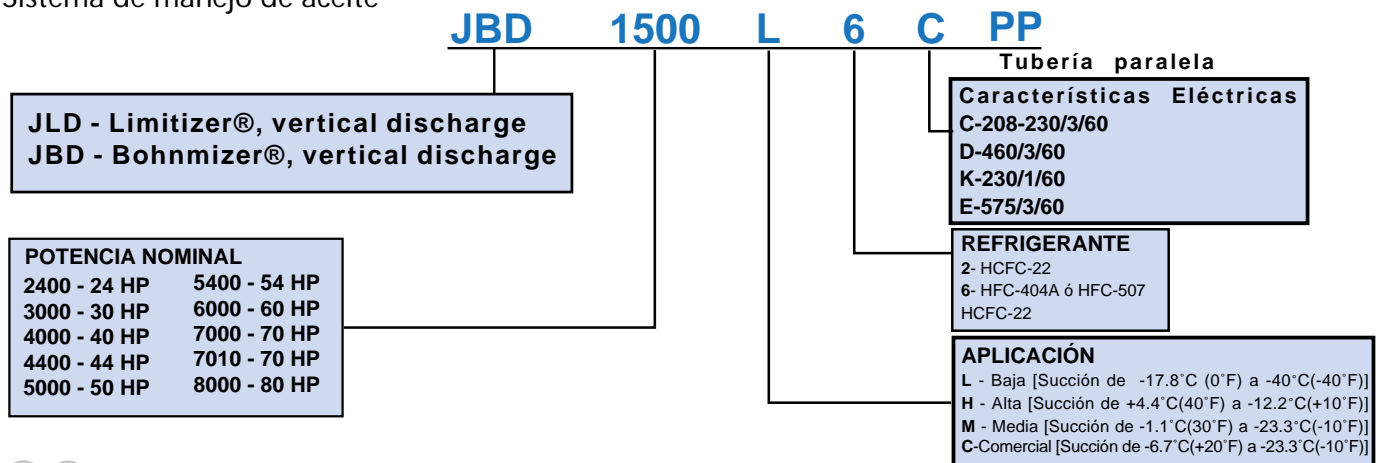 Sistema de manejo de aceite
JBD 1500 L 6 C PP
Tubería paralela
JLD - Limitizer®, vertical discharge
JBD - Bohnmizer®, vertical discharge
Características Eléctricas
C-208-230/3/60
D-460/3/60
K-230/1/60
E-575/3/60
POTENCIA NOMINAL
2400 - 24 HP 5400 - 54 HP
3000 - 30 HP 6000 - 60 HP
4000 - 40 HP 7000 - 70 HP
4400 - 44 HP 7010 - 70 HP
5000 - 50 HP 8000 - 80 HP
REFRIGERANTE
2- HCFC-22
6- HFC-404A ó HFC-507
HCFC-22
APLICACIÓN
L - Baja [Succión de -17.8˚C (0˚F) a -40°C(-40˚F)]
H - Alta [Succión de +4.4˚C(40˚F) a -12.2°C(+10˚F)]
M - Media [Succión de -1.1˚C(30˚F) a -23.3°C(-10˚F)]
C-Comercial [Succión de -6.7˚C(+20˚F) a -23.3˚C(-10˚F)]